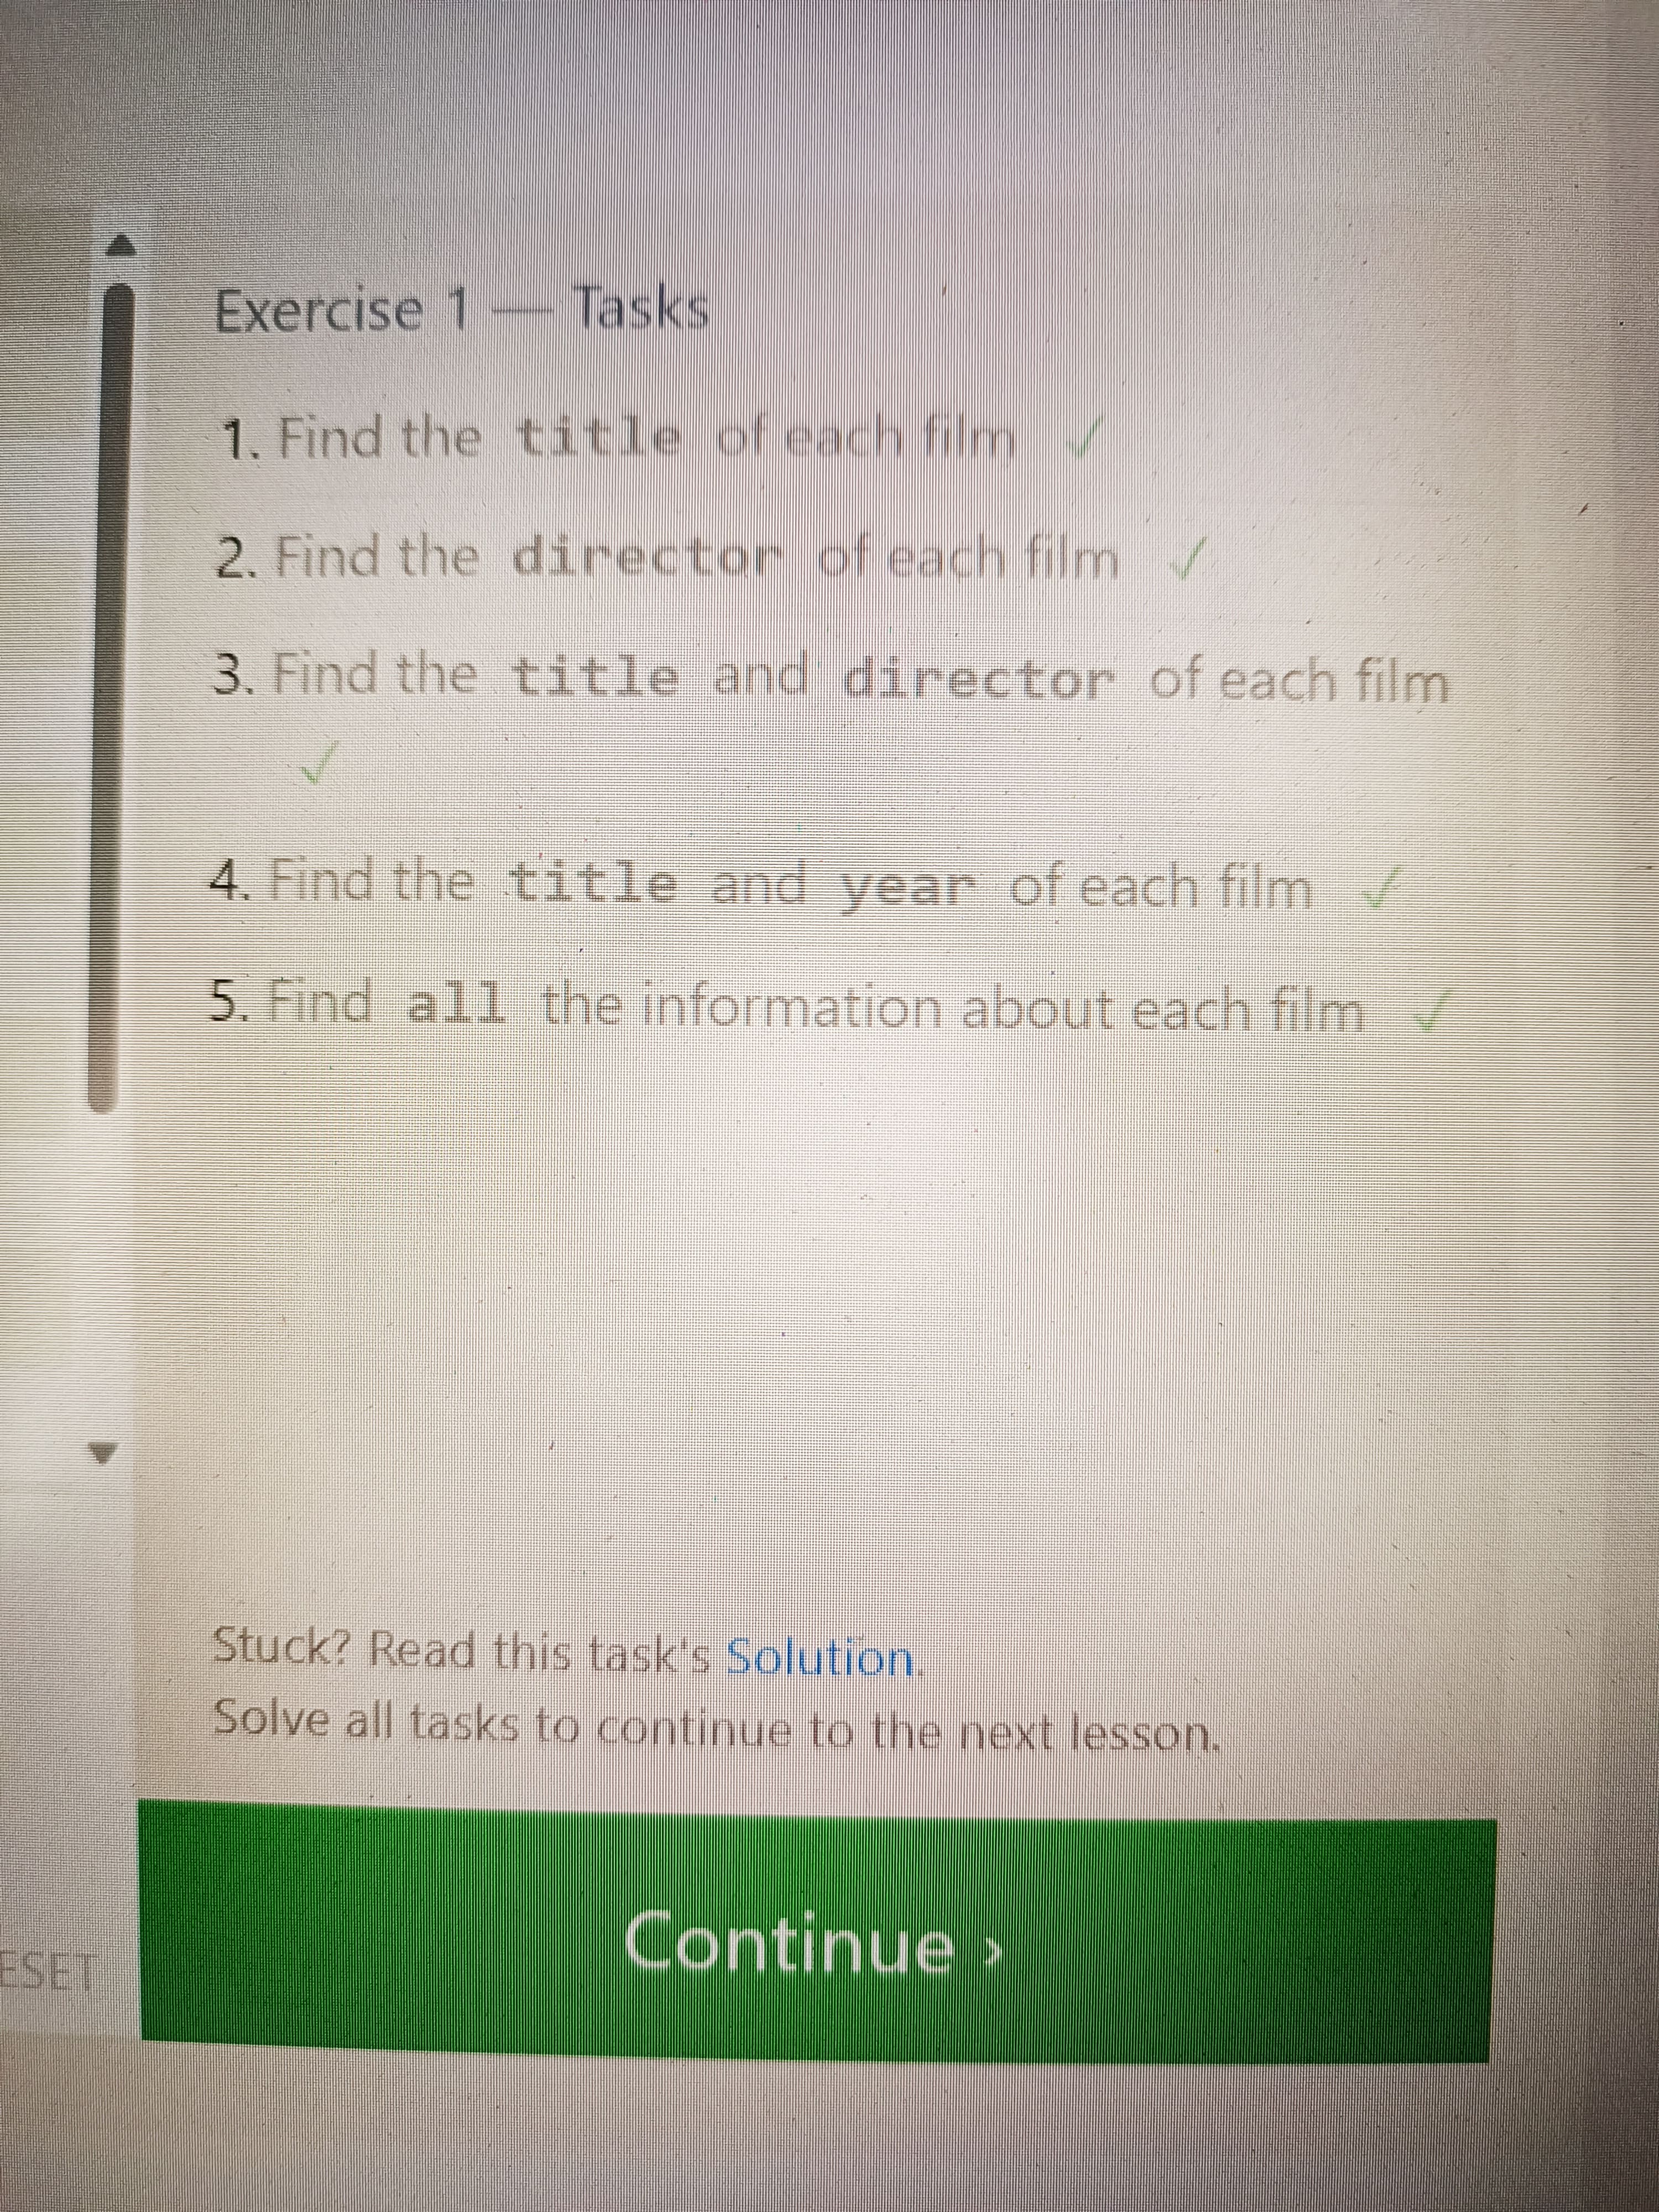 Exercise 1 — Tasks
1. Find the title of each film ✓
2. Find the director of each film ✓
3. Find the title and director of each film
✓
4. Find the title and year of each film ✓
5. Find all the information about each film ✓
Stuck? Read this task's Solution.
Solve all tasks to continue to the next lesson.
ESET
Continue ›